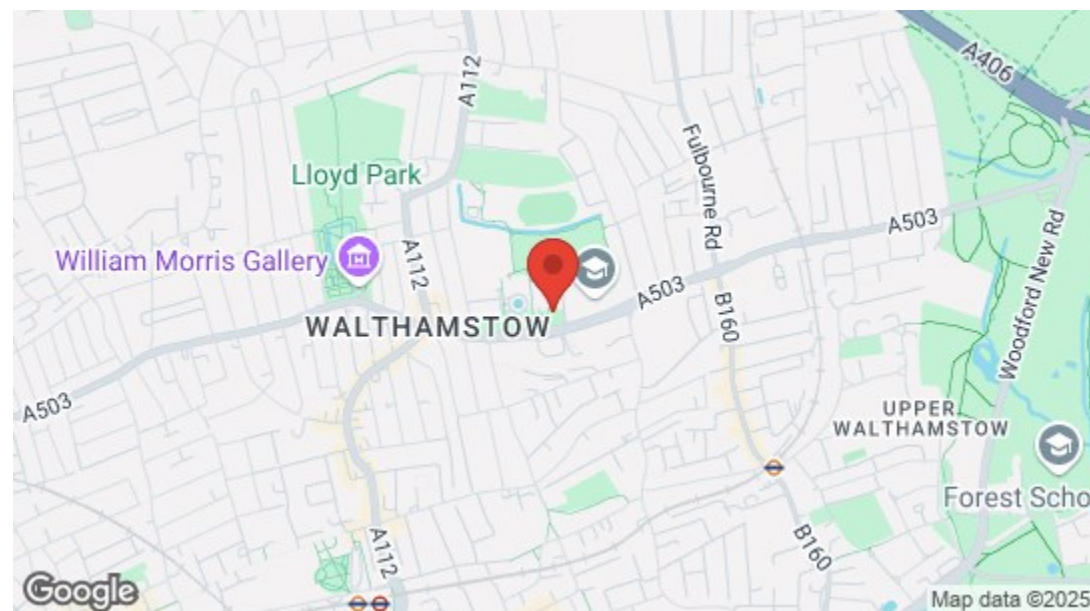 A406
A112
Fulbourne Rd
Lloyd Park
A503
Woodford New Rd
William Morris Gallery
A112
A503
B160
WALTHAMSTOW
A503
UPPER
WALTHAMSTOW
Forest Scho
A112
B160
Google
Map data ©2025